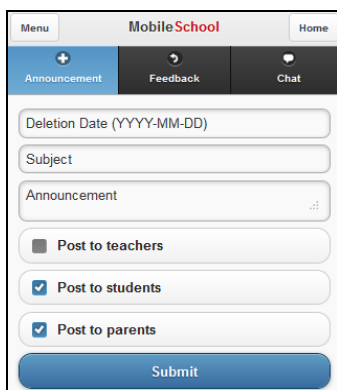 Menu MobileSchool Home
Announcement Feedback Chat
Deletion Date (YYYY-MM-DD)
Subject
Announcement
Post to teachers
Post to students
Post to parents
Submit